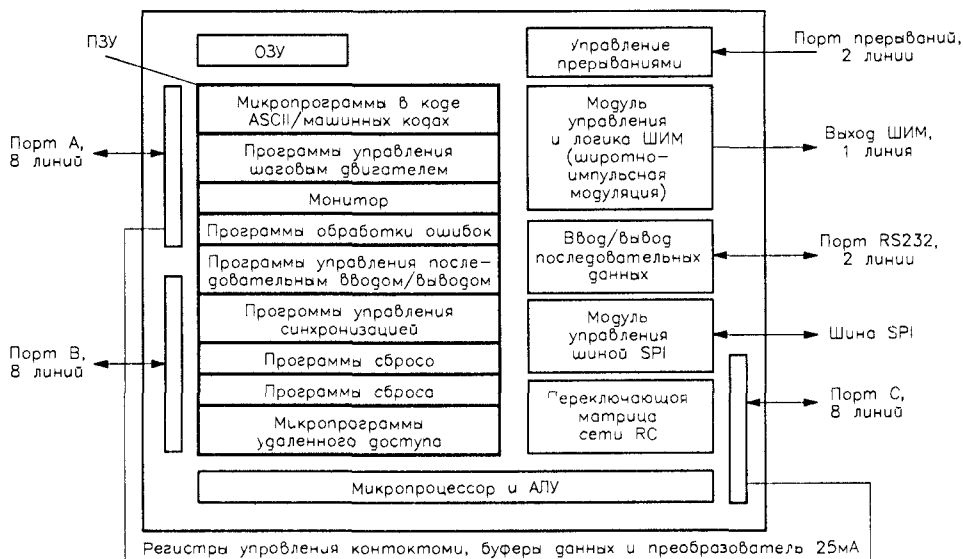 ПЗУ
ОЗУ
Микропрограммы в коде
ASCII/машинных кодах
Программы управления
шаговым двигателем
Монитор
Программы обработки ошибок
Программы управления после-
довательным вводом/выводом
Программы управления
синхронизацией
Программы сбросо
Программы сброса
Микропрограммы
удаленного доступа
Порт А,
8 линий
Порт В,
8 линий
Управление
прерываниями
Модуль
управления
и логика ШИМ
(широтно-
импульсная
модуляция)
Ввод/вывод
последовательных
данных
Модуль
управления
шиной SPI
Переключающоя
матрица
сети RC
Порт прерываний,
2 линии
Выход ШИМ,
1 линия
Порт RS232,
2 линии
Шина SPI
Порт С,
8 линий
Микропроцессор и АЛУ
Регистры управления контоктоми, буферы данных и преобразователь 25мА